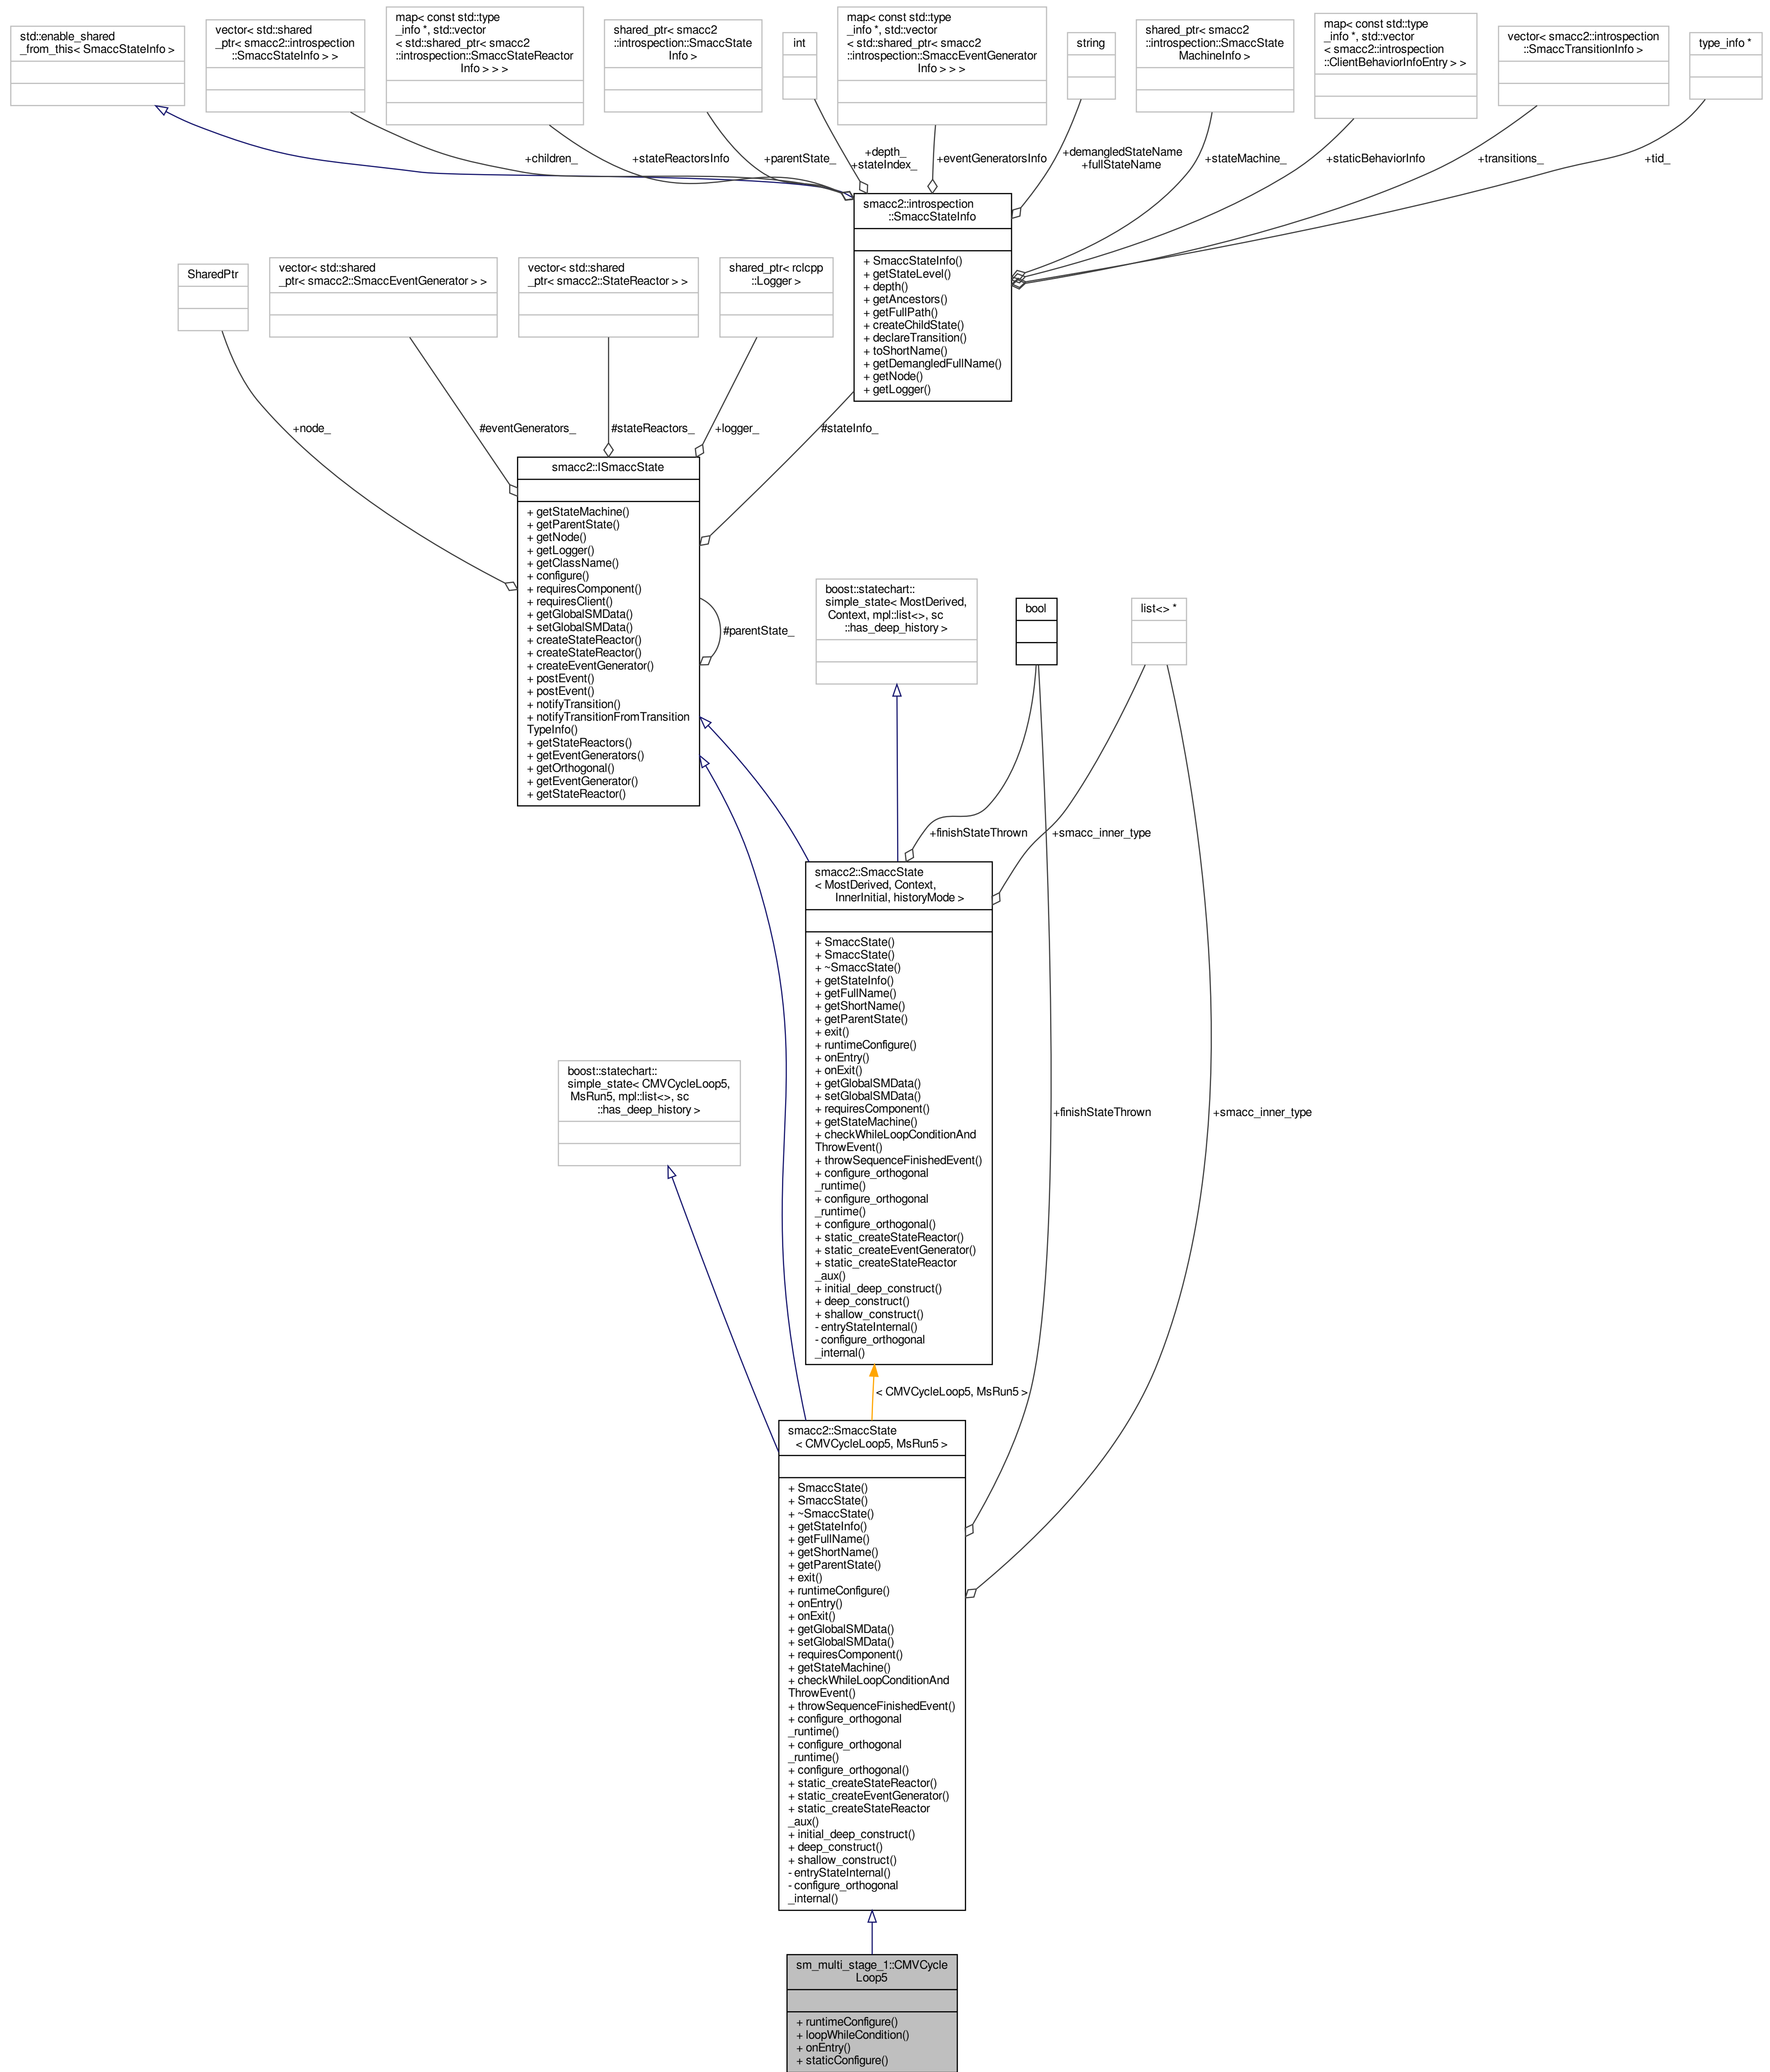 std::enable_shared
_from_this< SmaccStateInfo >
vector< std::shared
_ptr< smacc2::introspection
::SmaccStateInfo > >
map< const std::type
_info *, std::vector
< std::shared_ptr< smacc2
::introspection::SmaccStateReactor
Info > > >
shared_ptr< smacc2
::introspection::SmaccState
Info >
int
map< const std::type
_info *, std::vector
< std::shared_ptr< smacc2
::introspection::SmaccEventGenerator
Info > > >
string
shared_ptr< smacc2
::introspection::SmaccState
MachineInfo >
map< const std::type
_info *, std::vector
< smacc2::introspection
::ClientBehaviorInfoEntry > >
vector< smacc2::introspection
::SmaccTransitionInfo >
type_info *
+children_
+stateReactorsInfo
+parentState_
+depth_
+stateIndex_
+eventGeneratorsInfo
+demangledStateName
+fullStateName
+stateMachine_
+staticBehaviorInfo
+transitions_
+tid_
smacc2::introspection
::SmaccStateInfo
+ SmaccStateInfo()
+ getStateLevel()
+ depth()
+ getAncestors()
+ getFullPath()
+ createChildState()
+ declareTransition()
+ toShortName()
+ getDemangledFullName()
+ getNode()
+ getLogger()
SharedPtr
vector< std::shared
_ptr< smacc2::SmaccEventGenerator > >
vector< std::shared
_ptr< smacc2::StateReactor > >
shared_ptr< rclcpp
::Logger >
+node_
#eventGenerators_
#stateReactors_
+logger_
#stateInfo_
smacc2::ISmaccState
+ getStateMachine()
+ getParentState()
+ getNode()
+ getLogger()
+ getClassName()
+ configure()
+ requiresComponent()
+ requiresClient()
+ getGlobalSMData()
+ setGlobalSMData()
+ createStateReactor()
+ createStateReactor()
+ createEventGenerator()
+ postEvent()
+ postEvent()
+ notifyTransition()
+ notifyTransitionFromTransition
TypeInfo()
+ getStateReactors()
+ getEventGenerators()
+ getOrthogonal()
+ getEventGenerator()
+ getStateReactor()
#parentState_
boost::statechart::
simple_state< MostDerived,
Context, mpl::list<>, sc
::has_deep_history >
bool
list<> *
+finishStateThrown
+smacc_inner_type
smacc2::SmaccState
< MostDerived, Context,
InnerInitial, historyMode >
+ SmaccState()
+ SmaccState()
+ ~SmaccState()
+ getStateInfo()
+ getFullName()
+ getShortName()
+ getParentState()
+ exit()
+ runtimeConfigure()
+ onEntry()
+ onExit()
+ getGlobalSMData()
+ setGlobalSMData()
+ requiresComponent()
+ getStateMachine()
+ checkWhileLoopConditionAnd
ThrowEvent()
+ throwSequenceFinishedEvent()
+ configure_orthogonal
_runtime()
+ configure_orthogonal
_runtime()
+ configure_orthogonal()
+ static_createStateReactor()
+ static_createEventGenerator()
+ static_createStateReactor
_aux()
+ initial_deep_construct()
+ deep_construct()
+ shallow_construct()
- entryStateInternal()
- configure_orthogonal
_internal()
boost::statechart::
simple_state< CMVCycleLoop5,
MsRun5, mpl::list<>, sc
::has_deep_history >
+finishStateThrown
+smacc_inner_type
< CMVCycleLoop5, MsRun5 >
smacc2::SmaccState
< CMVCycleLoop5, MsRun5 >
+ SmaccState()
+ SmaccState()
+ ~SmaccState()
+ getStateInfo()
+ getFullName()
+ getShortName()
+ getParentState()
+ exit()
+ runtimeConfigure()
+ onEntry()
+ onExit()
+ getGlobalSMData()
+ setGlobalSMData()
+ requiresComponent()
+ getStateMachine()
+ checkWhileLoopConditionAnd
ThrowEvent()
+ throwSequenceFinishedEvent()
+ configure_orthogonal
_runtime()
+ configure_orthogonal
_runtime()
+ configure_orthogonal()
+ static_createStateReactor()
+ static_createEventGenerator()
+ static_createStateReactor
_aux()
+ initial_deep_construct()
+ deep_construct()
+ shallow_construct()
- entryStateInternal()
- configure_orthogonal
_internal()
sm_multi_stage_1::CMVCycle
Loop5
+ runtimeConfigure()
+ loopWhileCondition()
+ onEntry()
+ staticConfigure()